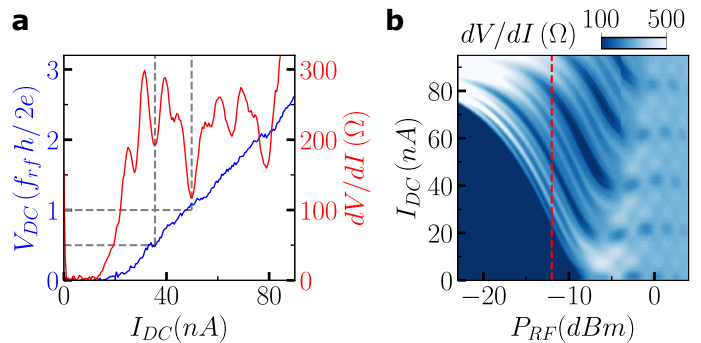 a
V_DC (f_rf h/2e)
3
2
1
0
300
200
100
0
dV/dI (Ω)
0 40 80
I_DC(nA)
b
dV/dI (Ω)
100 500
I_DC (nA)
80
60
40
20
0
−20 −10 0
P_RF(dBm)